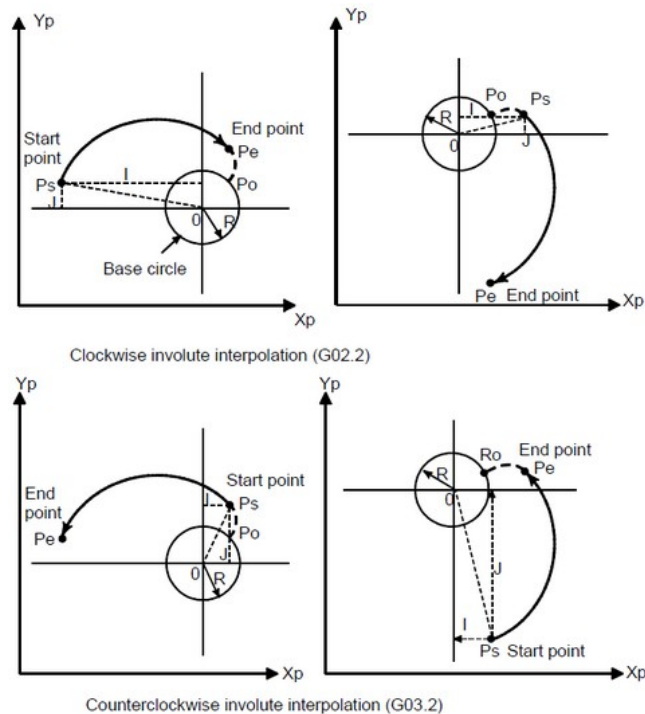 Yp
Start
point
Ps
I
J
End point
Pe
Po
0
R
Base circle
Xp
Yp
Po
Ps
I
R
J
0
Pe End point
Xp
Clockwise involute interpolation (G02.2)
Yp
End
point
Pe
Start point
J
Ps
Po
J
0
R
Xp
Yp
Ro
End point
Pe
R
0
J
I
Ps Start point
Xp
Counterclockwise involute interpolation (G03.2)